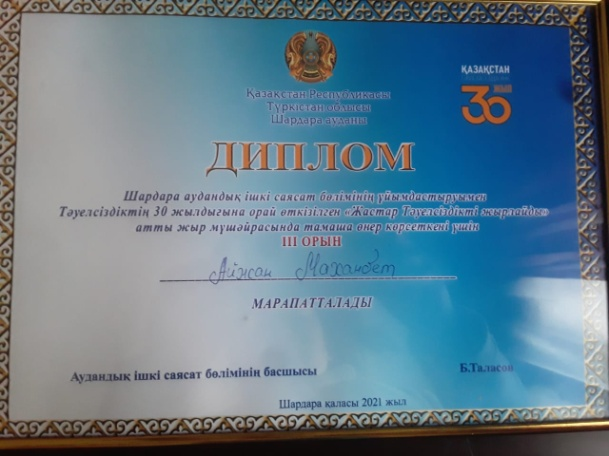 Қазақстан Республикасы
Түркістан облысы
Шардара ауданы
ҚАЗАҚСТАН
30
ДИПЛОМ
Шардара аудандық ішкі саясат бөлімінің ұйымдастыруымен
Тәуелсіздіктің 30 жылдығына орай өткізілген «Жастар Тәуелсіздікті жырлайды»
атты жыр мүшәйрасында тамаша өнер көрсеткені үшін
ІІІ ОРЫН
Айжан Маханбет
МАРАПАТТАЛАДЫ
Аудандық ішкі саясат бөлімінің басшысы
Б.Таласов
Шардара қаласы 2021 жыл